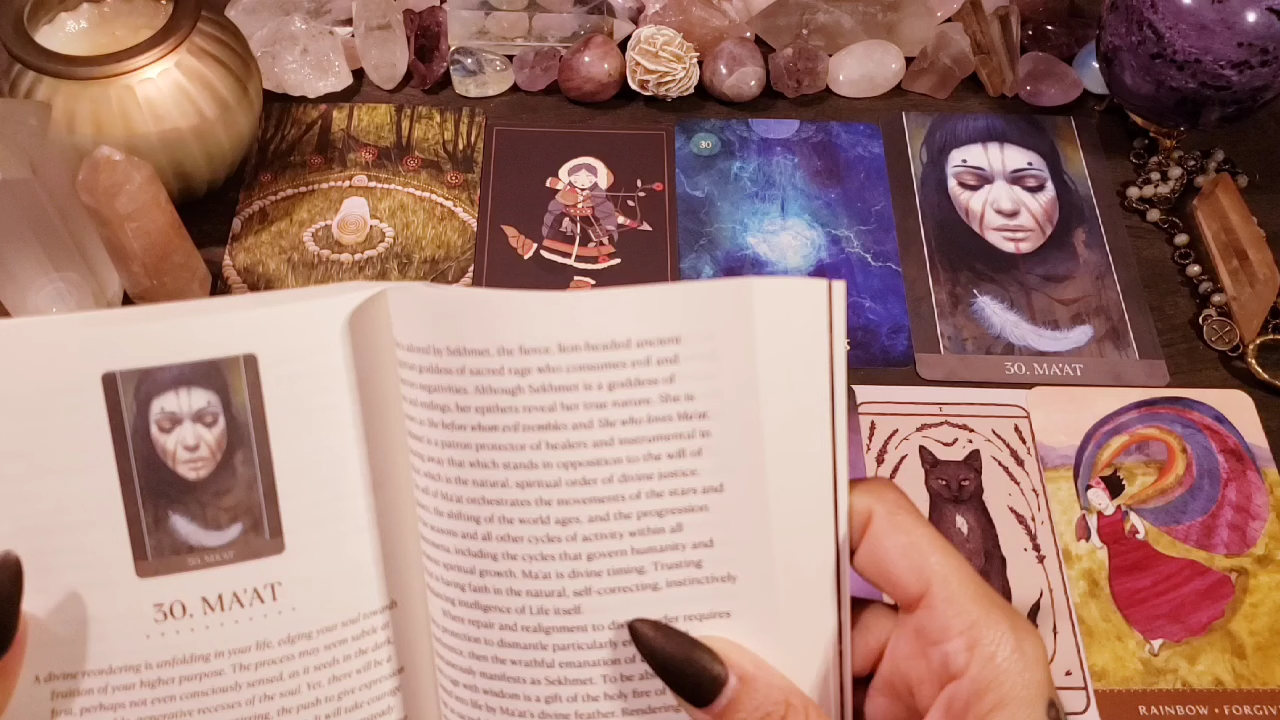 30
30. MA'AT
I
RAINBOW • FORGIV
30. MA'AT
30. MA'AT
A divine reordering is unfolding in your life, edging your soul towards
fruition of your higher purpose. The process may seem subtle at
first, perhaps not even consciously sensed, as it seeds in the dark,
generative recesses of the soul. Yet, there will be a
the push to give expression
It will take courage
by Sekhmet, the fierce, lion-headed ancient
goddess of sacred rage who consumes evil and
negativities. Although Sekhmet is a goddess of
endings, her epithets reveal her true nature. She is
She before whom evil trembles and She who loves Ma'at.
is a patron protector of healers and instrumental in
away that which stands in opposition to the will of
which is the natural, spiritual order of divine justice.
will of Ma'at orchestrates the movements of the stars and
the shifting of the world ages, and the progression
seasons and all other cycles of activity within all
including the cycles that govern humanity and
spiritual growth. Ma'at is divine timing. Trusting
is having faith in the natural, self-correcting, instinctively
intelligence of Life itself.
Where repair and realignment to order requires
protection to dismantle particularly
then the wrathful emanation of
manifests as Sekhmet. To be
with wisdom is a gift of the holy fire of
life by Ma'at's divine feather. Rendering